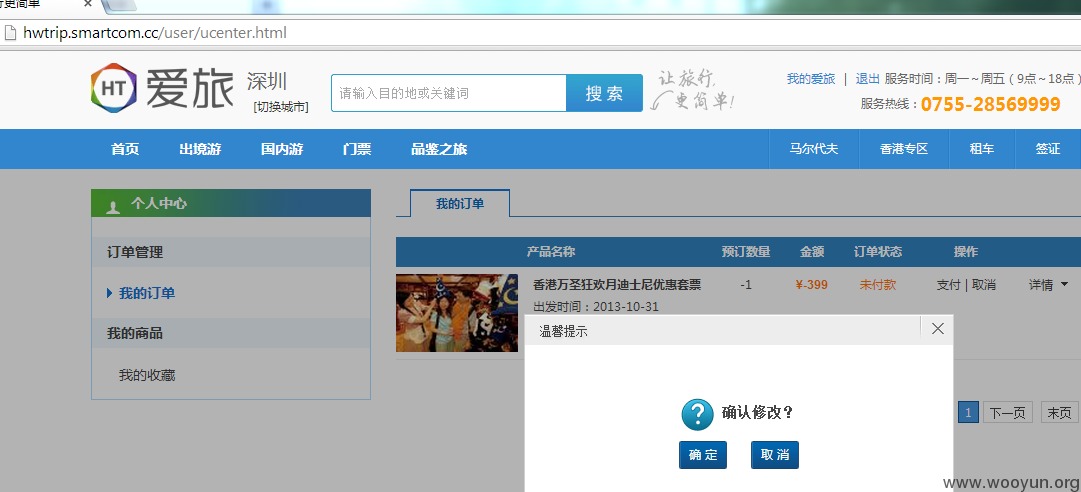 行更简单
hwtrip.smartcom.cc/user/ucenter.html
HT 爱旅 深圳
[切换城市]
请输入目的地或关键词
搜 索
让旅行,
更简单!
我的爱旅 | 退出 服务时间：周一～周五 (9点～18点)
服务热线：0755-28569999
首页 出境游 国内游 门票 品鉴之旅 马尔代夫 香港专区 租车 签证
个人中心
订单管理
我的订单
我的商品
我的收藏
我的订单
产品名称 预订数量 金额 订单状态 操作
香港万圣狂欢月迪士尼优惠套票 -1 ¥-399 未付款 支付 | 取消 详情
出发时间：2013-10-31
温馨提示
确认修改？
确 定 取 消
1 下一页 末页
www.wooyun.org